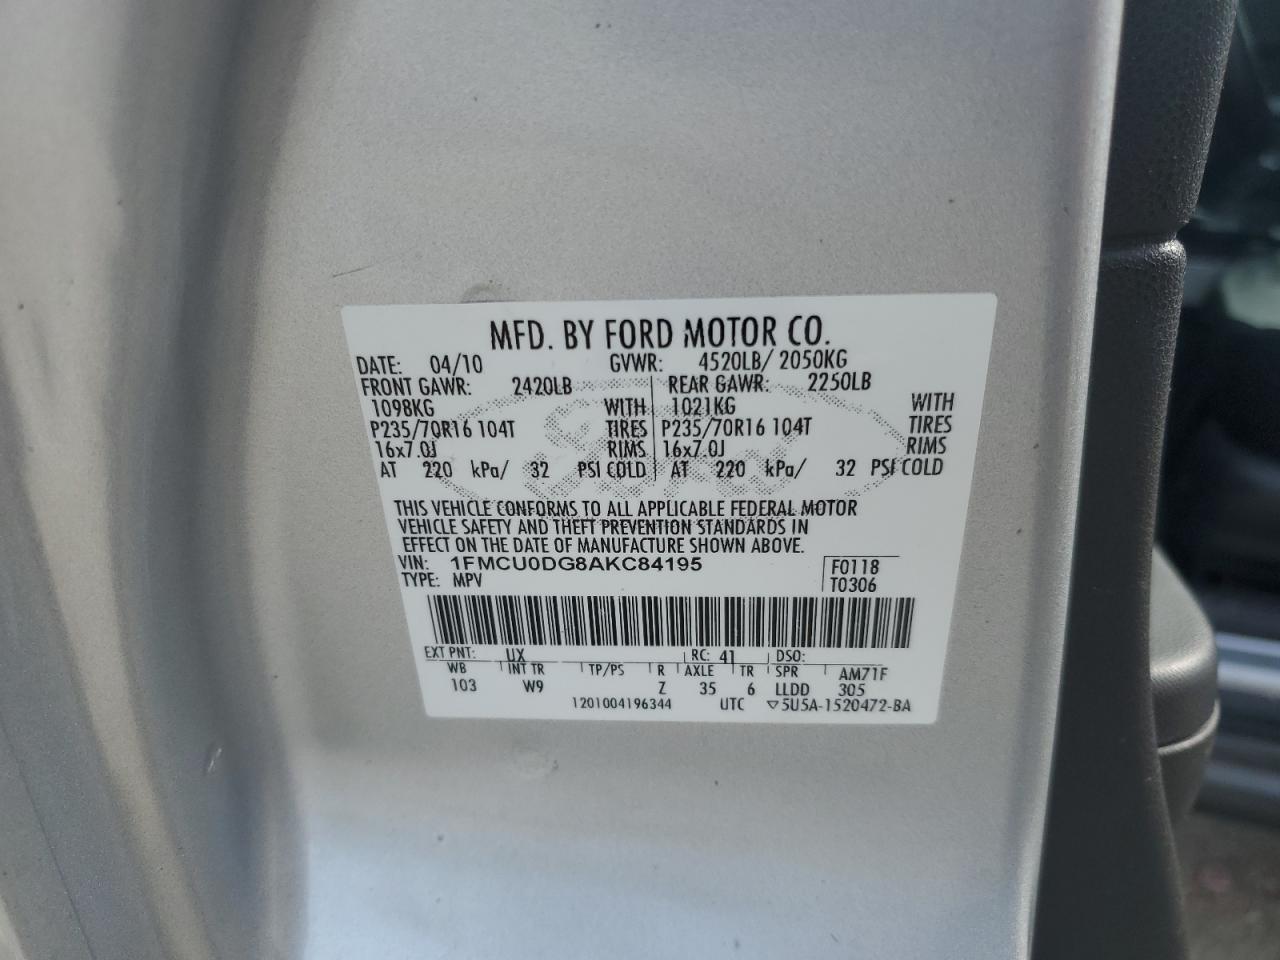 MFD. BY FORD MOTOR CO.
DATE: 04/10 GVWR: 4520LB/ 2050KG
FRONT GAWR: 2420LB REAR GAWR: 2250LB
1098KG WITH 1021KG WITH
P235/70R16 104T TIRES P235/70R16 104T TIRES
16x7.0J RIMS 16x7.0J RIMS
AT 220 kPa/ 32 PSI COLD AT 220 kPa/ 32 PSI COLD
THIS VEHICLE CONFORMS TO ALL APPLICABLE FEDERAL MOTOR
VEHICLE SAFETY AND THEFT PREVENTION STANDARDS IN
EFFECT ON THE DATE OF MANUFACTURE SHOWN ABOVE.
VIN: 1FMCU0DG8AKC84195 F0118
TYPE: MPV T0306
EXT PNT: UX RC: 41 DSO:
WB INT TR TP/PS R AXLE TR SPR AM71F
103 W9 Z 35 6 LLDD 305
1201004196344 UTC ▽5U5A-1520472-BA
Ford